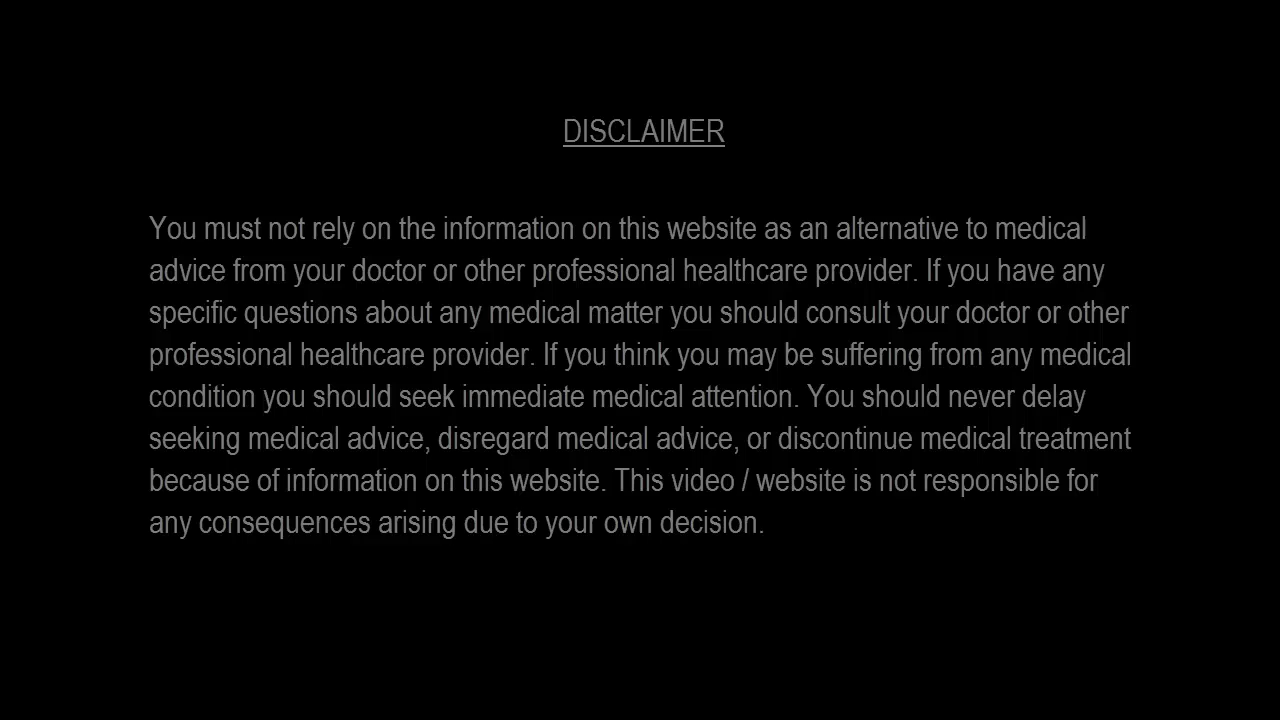 DISCLAIMER
You must not rely on the information on this website as an alternative to medical
advice from your doctor or other professional healthcare provider. If you have any
specific questions about any medical matter you should consult your doctor or other
professional healthcare provider. If you think you may be suffering from any medical
condition you should seek immediate medical attention. You should never delay
seeking medical advice, disregard medical advice, or discontinue medical treatment
because of information on this website. This video / website is not responsible for
any consequences arising due to your own decision.